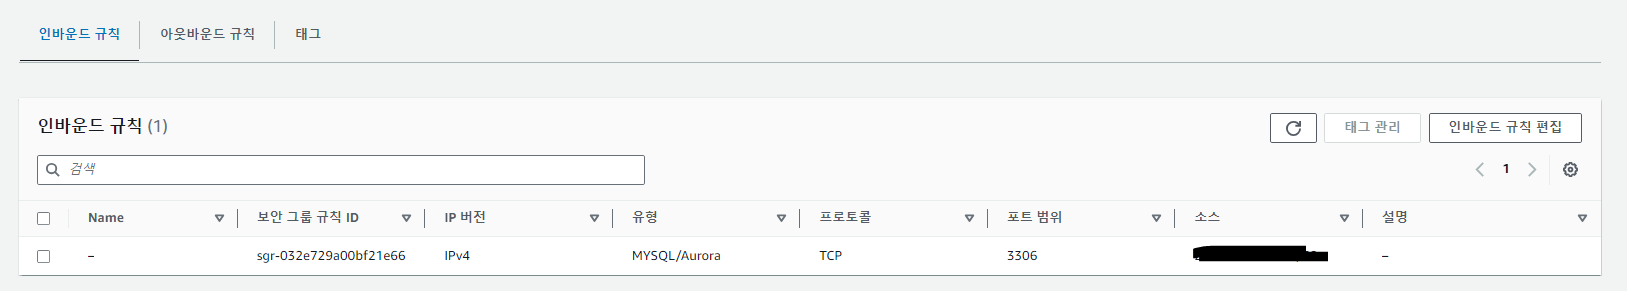 인바운드 규칙 아웃바운드 규칙 태그
인바운드 규칙 (1) 태그 관리 인바운드 규칙 편집
검색 1
Name 보안 그룹 규칙 ID IP 버전 유형 프로토콜 포트 범위 소스 설명
– sgr-032e729a00bf21e66 IPv4 MYSQL/Aurora TCP 3306 –